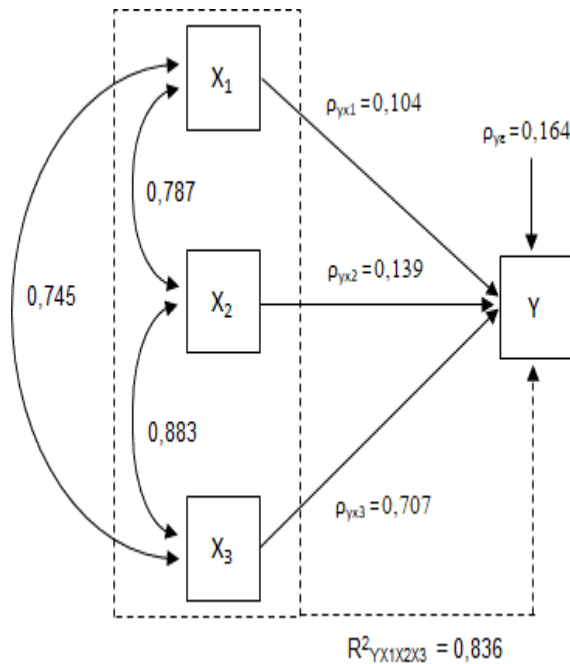 X₁
ρyx1 = 0,104
ρyε = 0,164
0,787
0,745
X₂
ρyx2 = 0,139
Y
0,883
X₃
ρyx3 = 0,707
R²YX1X2X3 = 0,836